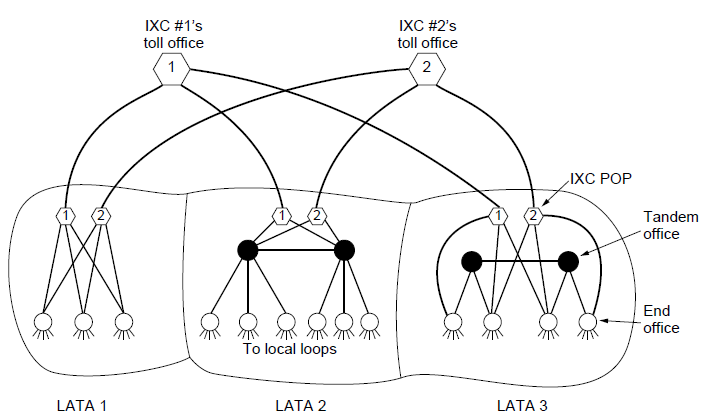 IXC #1's
toll office
IXC #2's
toll office
1
2
IXC POP
1
2
1
2
1
2
Tandem
office
End
office
To local loops
LATA 1
LATA 2
LATA 3